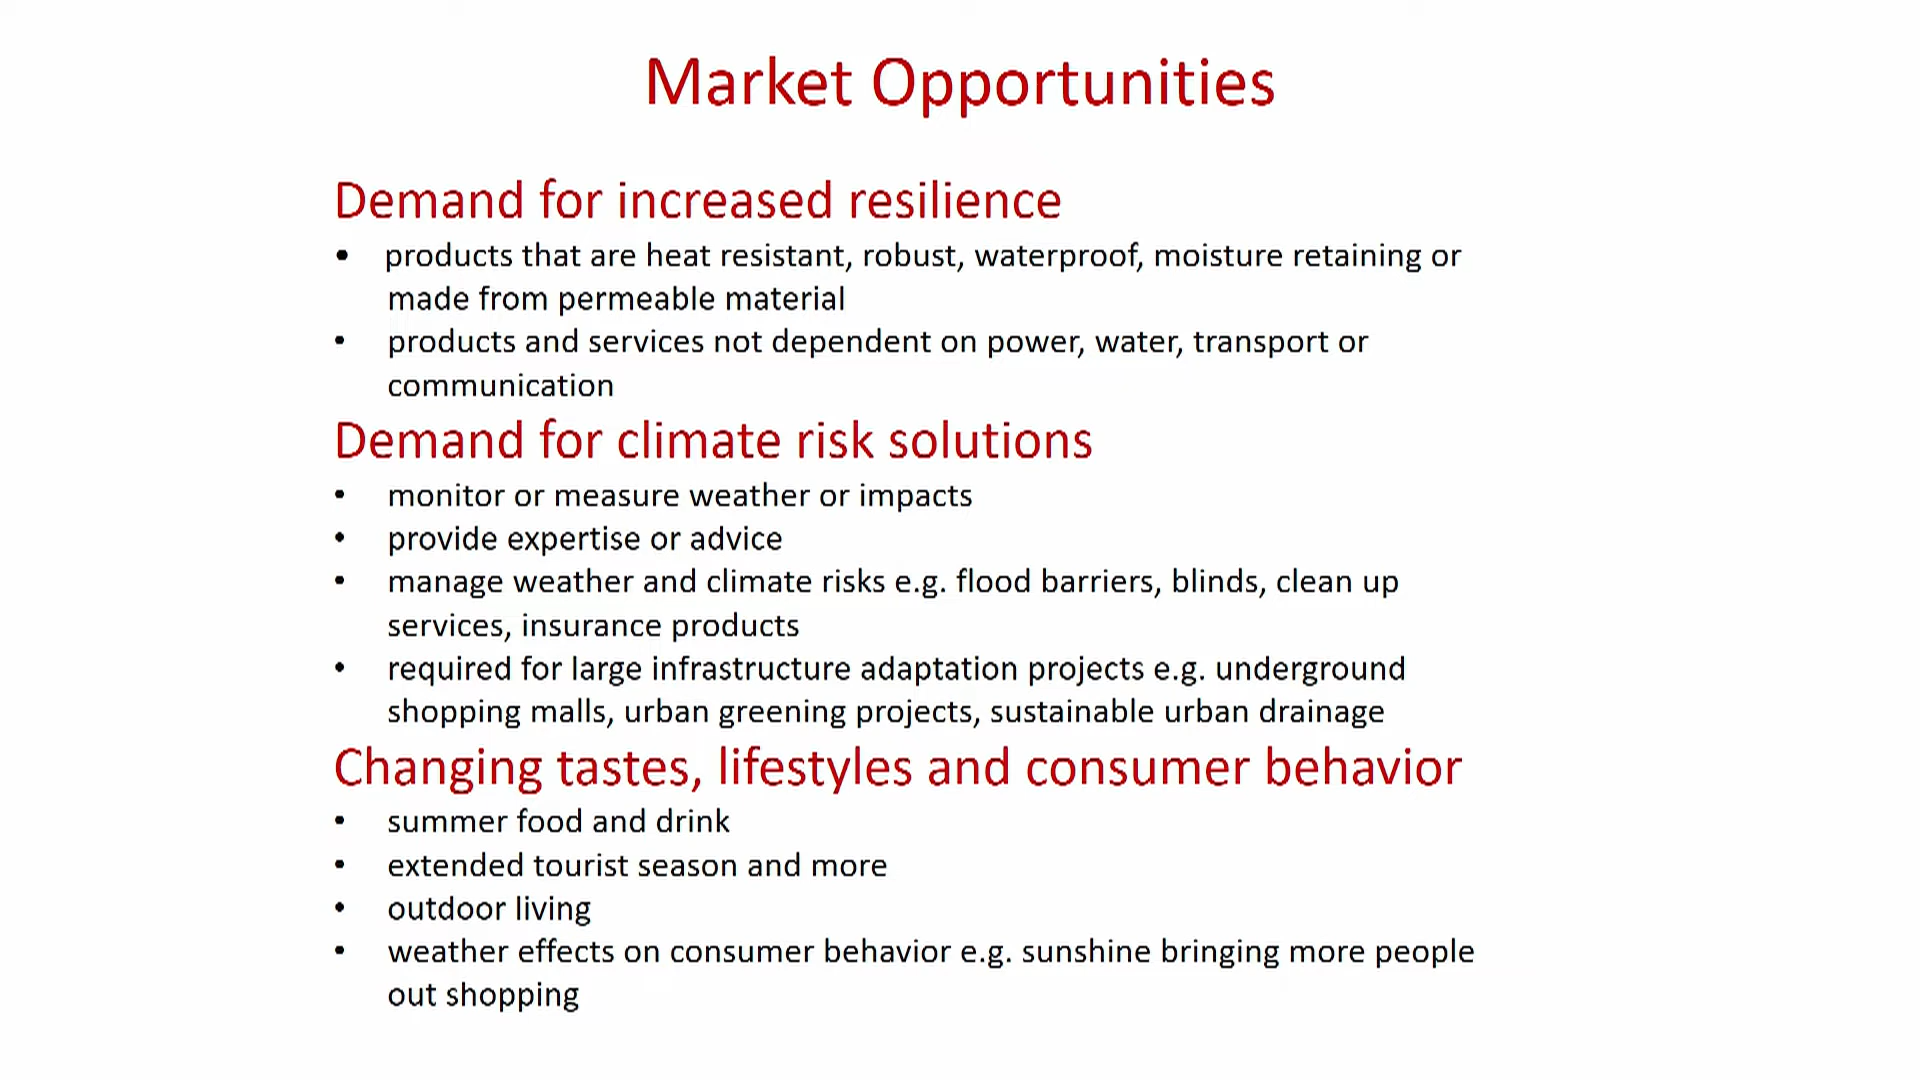 Market Opportunities
Demand for increased resilience
• products that are heat resistant, robust, waterproof, moisture retaining or
made from permeable material
• products and services not dependent on power, water, transport or
communication
Demand for climate risk solutions
• monitor or measure weather or impacts
• provide expertise or advice
• manage weather and climate risks e.g. flood barriers, blinds, clean up
services, insurance products
• required for large infrastructure adaptation projects e.g. underground
shopping malls, urban greening projects, sustainable urban drainage
Changing tastes, lifestyles and consumer behavior
• summer food and drink
• extended tourist season and more
• outdoor living
• weather effects on consumer behavior e.g. sunshine bringing more people
out shopping